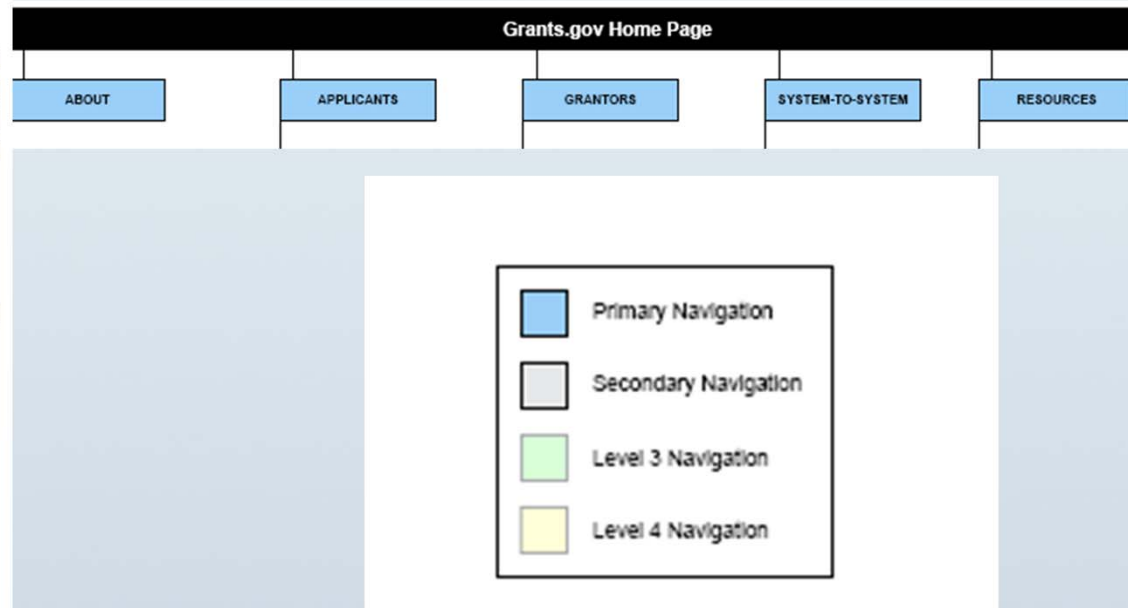 Grants.gov Home Page
ABOUT APPLICANTS GRANTORS SYSTEM-TO-SYSTEM RESOURCES
Primary Navigation
Secondary Navigation
Level 3 Navigation
Level 4 Navigation